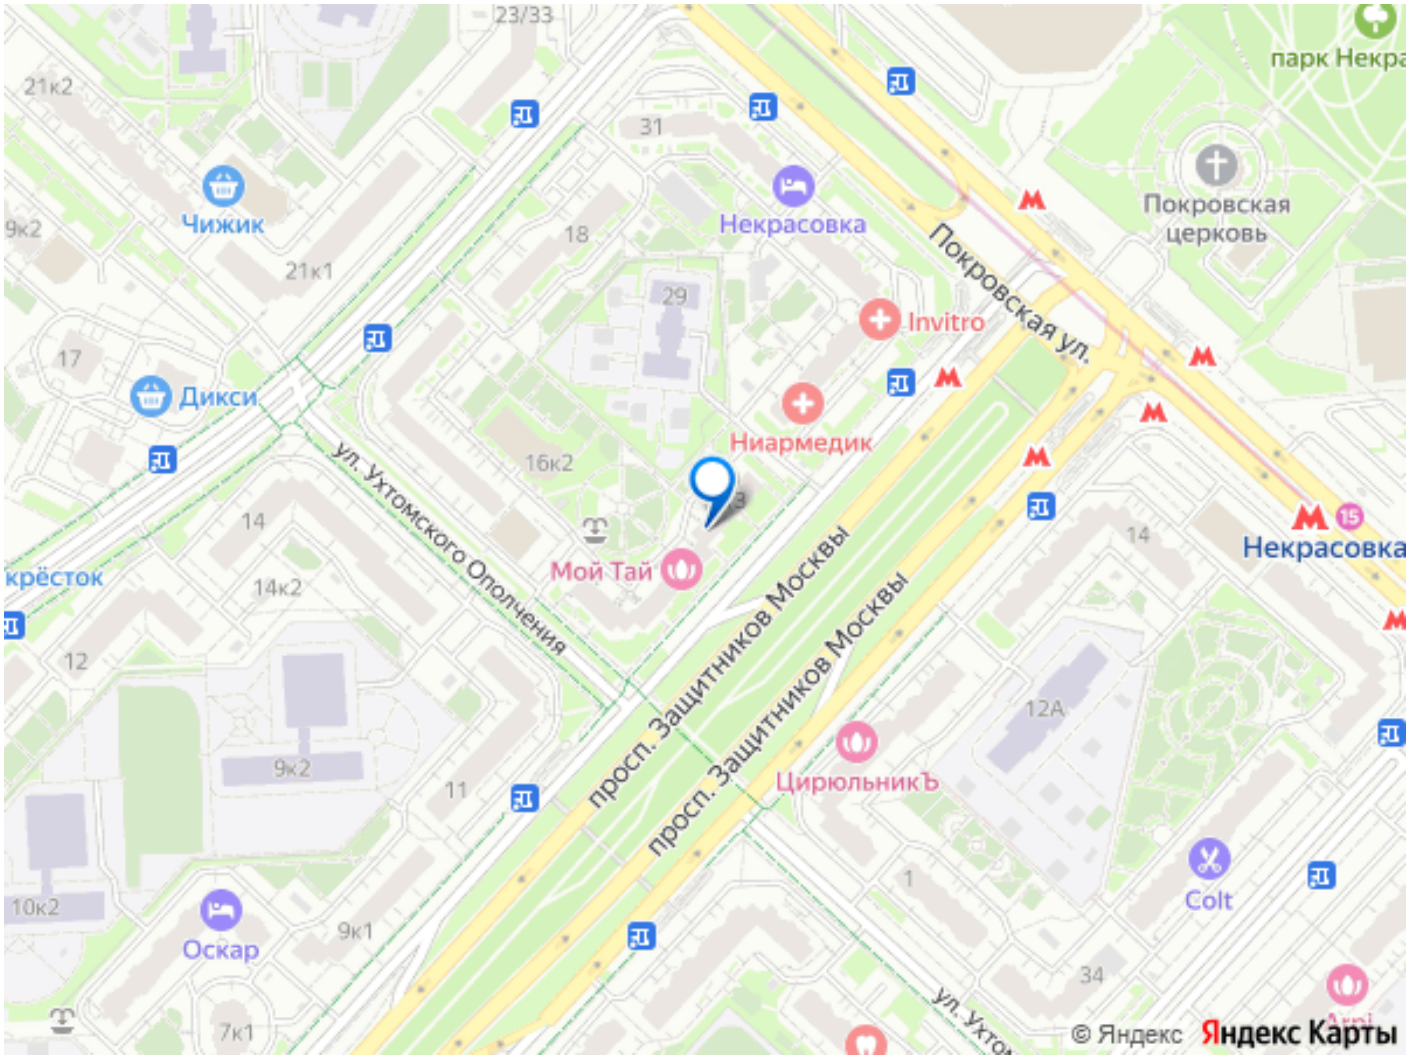 23/33
парк Некра
21к2
31
Чижик
Некрасовка
Покровская
церковь
9к2
18
21к1
29
Invitro
Покровская ул.
17
Дикси
Ниармедик
16к2
3
ул. Ухтомского Ополчения
14
14
15
Некрасовка
Мой Тай
крёсток
14к2
просп. Защитников Москвы
просп. Защитников Москвы
12
12А
9к2
11
ЦирюльникЪ
1
Colt
10к2
Оскар
9к1
34
7к1
ул. Ухтом
© Яндекс Яндекс Карты